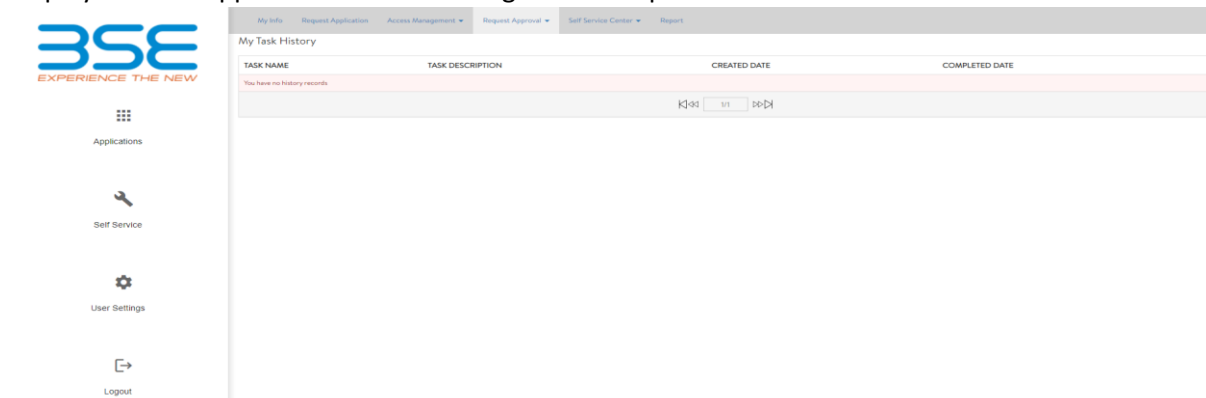 My Info Request Application Access Management Request Approval Self Service Center Report
BSE
EXPERIENCE THE NEW
My Task History
TASK NAME TASK DESCRIPTION CREATED DATE COMPLETED DATE
You have no history records
1/1
Applications
Self Service
User Settings
Logout